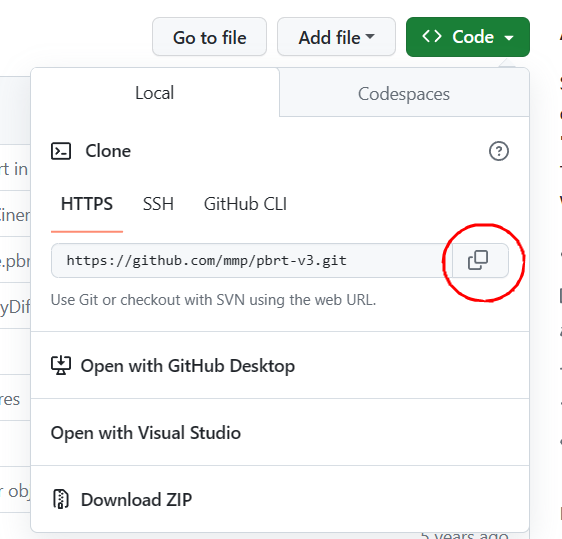 Go to file
Add file
Code
Local
Codespaces
Clone
HTTPS
SSH
GitHub CLI
https://github.com/mmp/pbrt-v3.git
Use Git or checkout with SVN using the web URL.
Open with GitHub Desktop
Open with Visual Studio
Download ZIP
rt in
Ciner
e.pbr
yDif
res
r obj
5 years ago